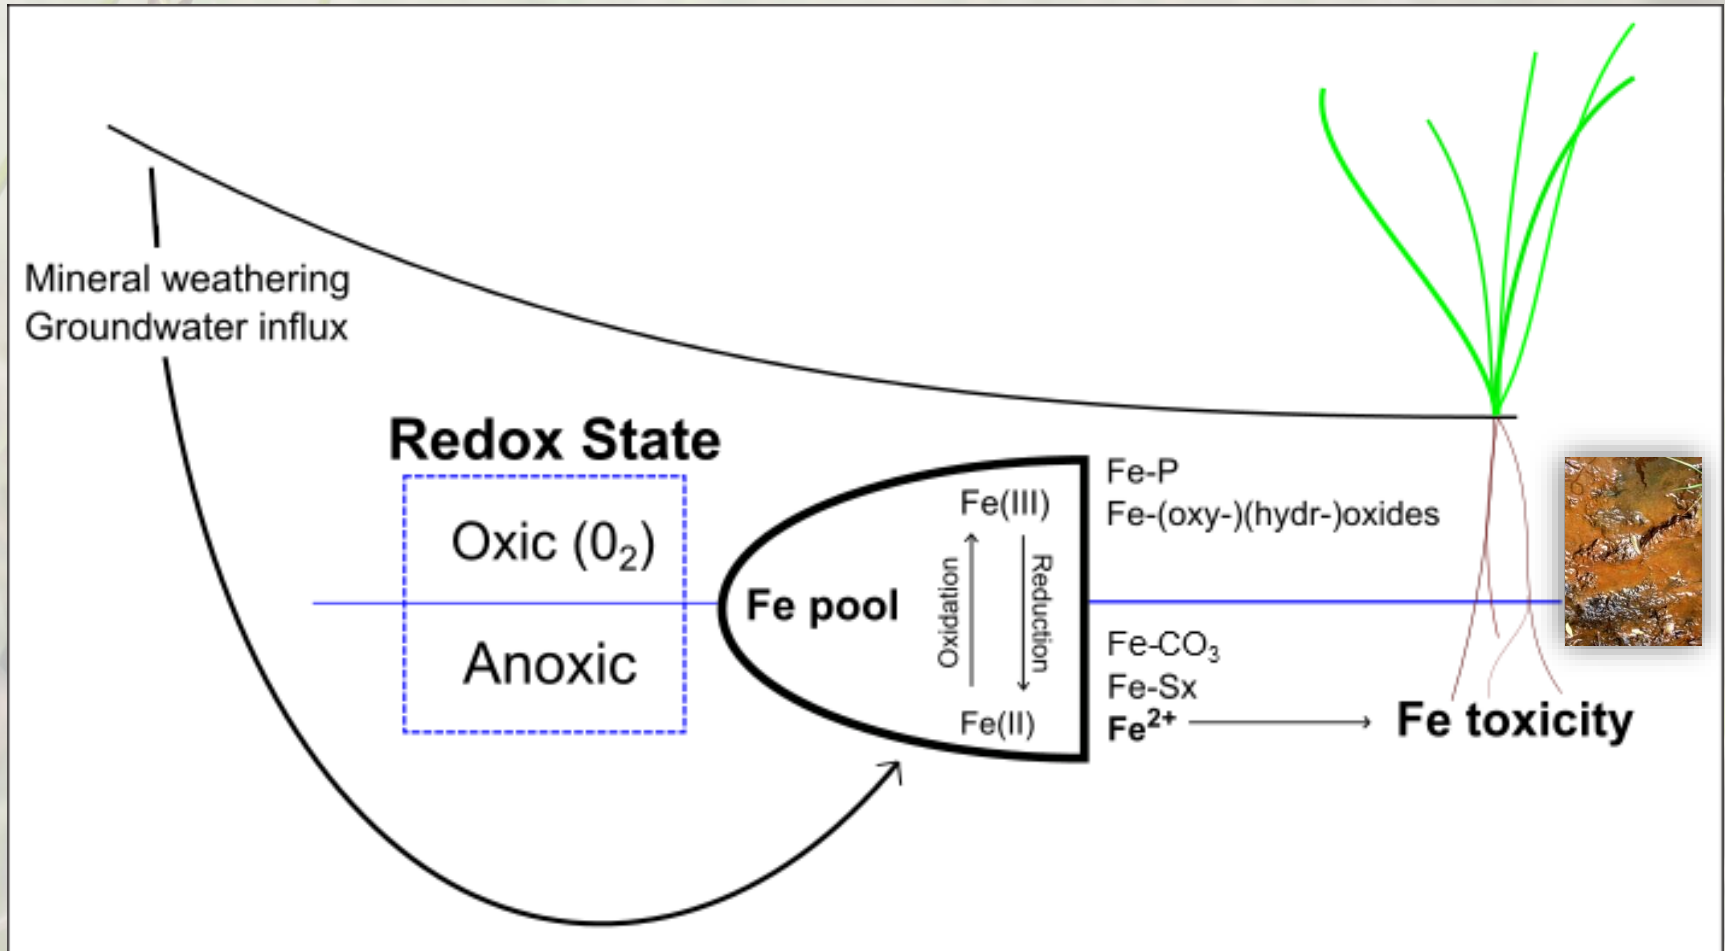 Mineral weathering
Groundwater influx
Redox State
Oxic (0₂)
Anoxic
Fe pool
Fe(III)
Oxidation
Reduction
Fe(II)
Fe-P
Fe-(oxy-)(hydr-)oxides
Fe-CO₃
Fe-Sx
Fe²⁺
Fe toxicity